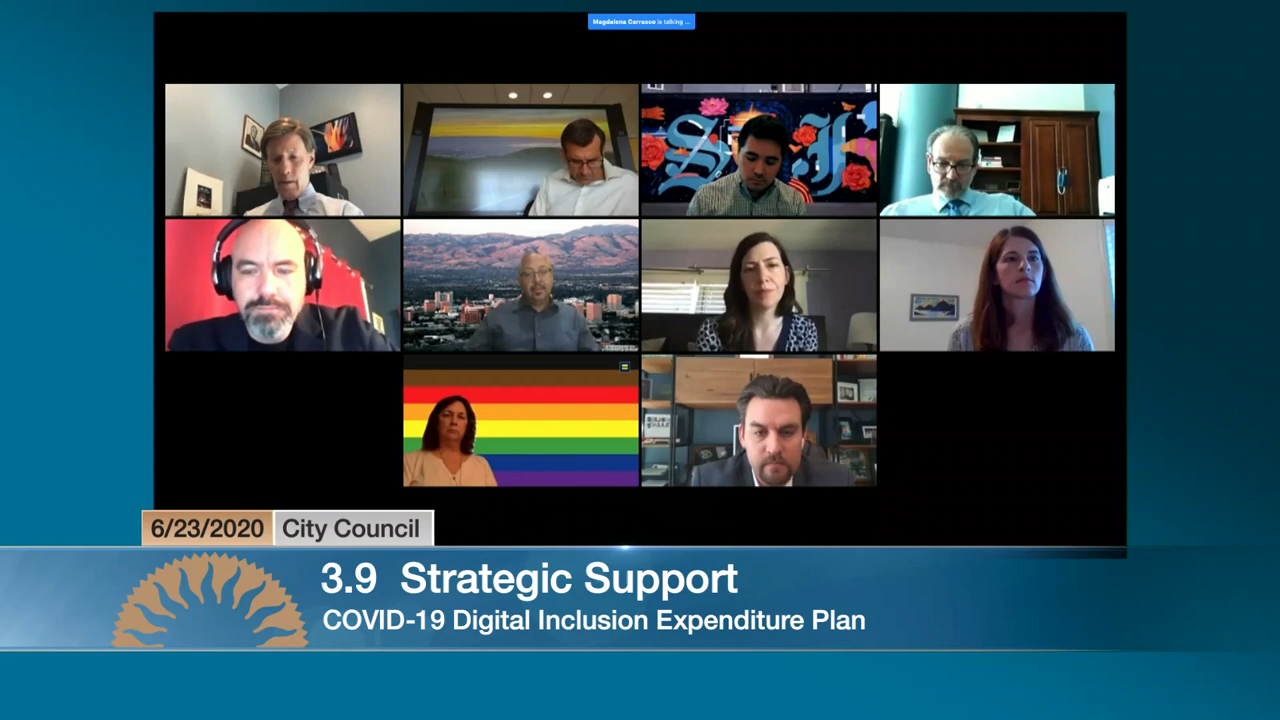 Magdalena Carrasco is talking ...
SJ
6/23/2020 City Council
3.9 Strategic Support
COVID-19 Digital Inclusion Expenditure Plan